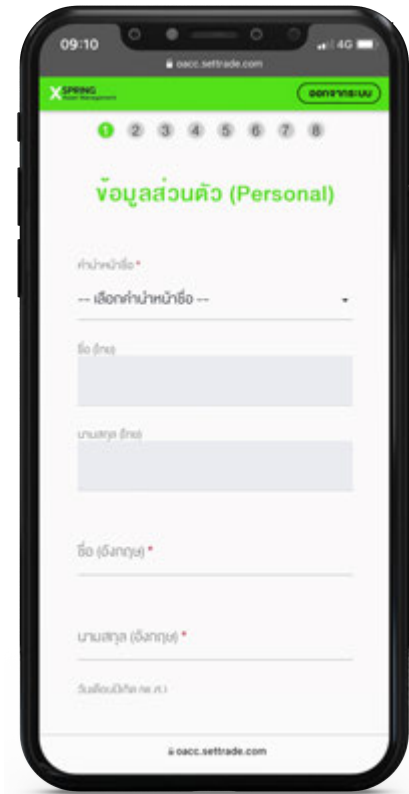 09:10
4G
oacc.settrade.com
XSPRING
Asset Management
ออกจากระบบ
1 2 3 4 5 6 7 8
ข้อมูลส่วนตัว (Personal)
คำนำหน้าชื่อ *
-- เลือกคำนำหน้าชื่อ --
ชื่อ (ไทย)
นามสกุล (ไทย)
ชื่อ (อังกฤษ) *
นามสกุล (อังกฤษ) *
วันเดือนปีเกิด (พ.ศ.)
oacc.settrade.com